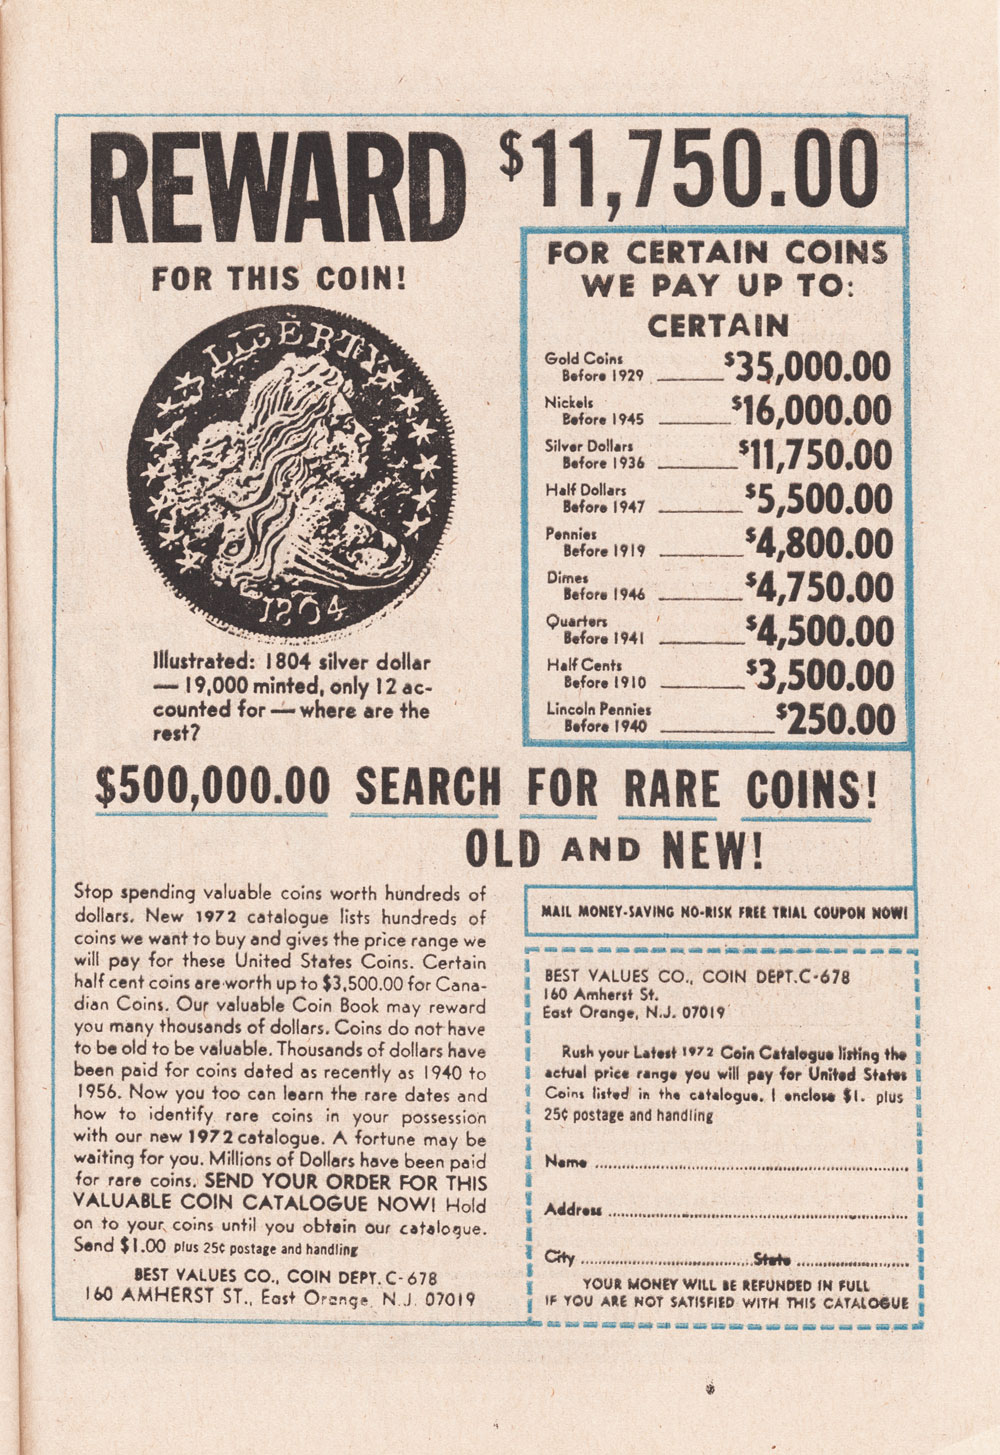 REWARD $11,750.00
FOR THIS COIN!
LIBERTY
1804
Illustrated: 1804 silver dollar
— 19,000 minted, only 12 ac-
counted for — where are the
rest?
FOR CERTAIN COINS
WE PAY UP TO:
CERTAIN
Gold Coins
Before 1929 $35,000.00
Nickels
Before 1945 $16,000.00
Silver Dollars
Before 1936 $11,750.00
Half Dollars
Before 1947 $5,500.00
Pennies
Before 1919 $4,800.00
Dimes
Before 1946 $4,750.00
Quarters
Before 1941 $4,500.00
Half Cents
Before 1910 $3,500.00
Lincoln Pennies
Before 1940 $250.00
$500,000.00 SEARCH FOR RARE COINS!
OLD AND NEW!
Stop spending valuable coins worth hundreds of
dollars. New 1972 catalogue lists hundreds of
coins we want to buy and gives the price range we
will pay for these United States Coins. Certain
half cent coins are worth up to $3,500.00 for Cana-
dian Coins. Our valuable Coin Book may reward
you many thousands of dollars. Coins do not have
to be old to be valuable. Thousands of dollars have
been paid for coins dated as recently as 1940 to
1956. Now you too can learn the rare dates and
how to identify rare coins in your possession
with our new 1972 catalogue. A fortune may be
waiting for you. Millions of Dollars have been paid
for rare coins. SEND YOUR ORDER FOR THIS
VALUABLE COIN CATALOGUE NOW! Hold
on to your coins until you obtain our catalogue.
Send $1.00 plus 25¢ postage and handling
BEST VALUES CO., COIN DEPT. C-678
160 AMHERST ST., East Orange, N.J. 07019
MAIL MONEY-SAVING NO-RISK FREE TRIAL COUPON NOW!
BEST VALUES CO., COIN DEPT. C-678
160 Amherst St.
East Orange, N.J. 07019
Rush your Latest 1972 Coin Catalogue listing the
actual price range you will pay for United States
Coins listed in the catalogue. I enclose $1. plus
25¢ postage and handling
Name
Address
City State
YOUR MONEY WILL BE REFUNDED IN FULL
IF YOU ARE NOT SATISFIED WITH THIS CATALOGUE